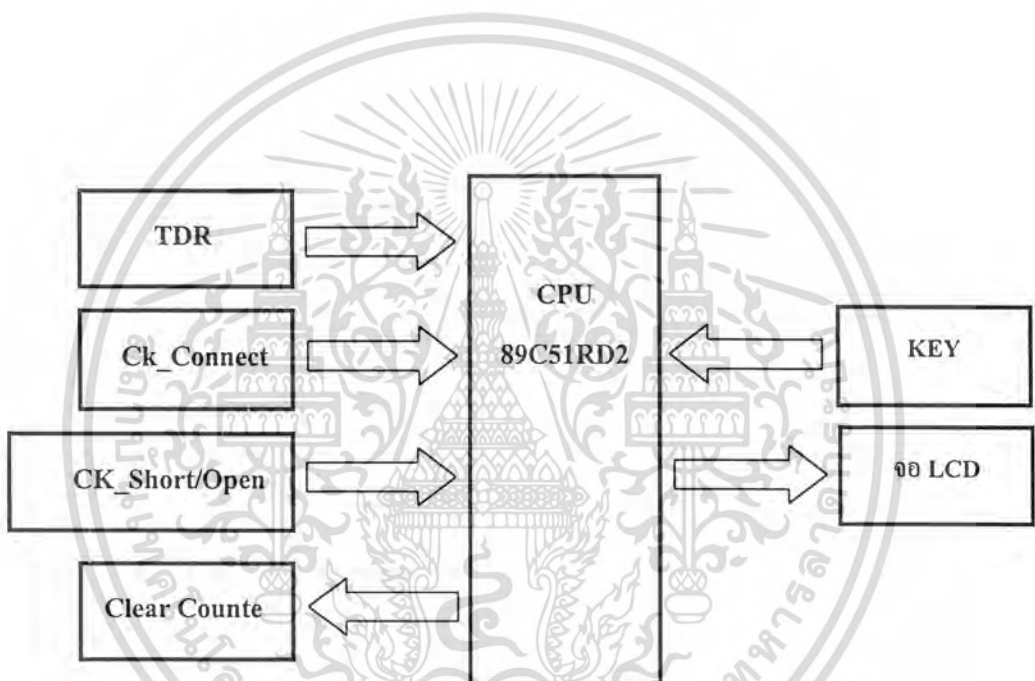 TDR
Ck_Connect
CK_Short/Open
Clear Counte
CPU
89C51RD2
KEY
จอ LCD